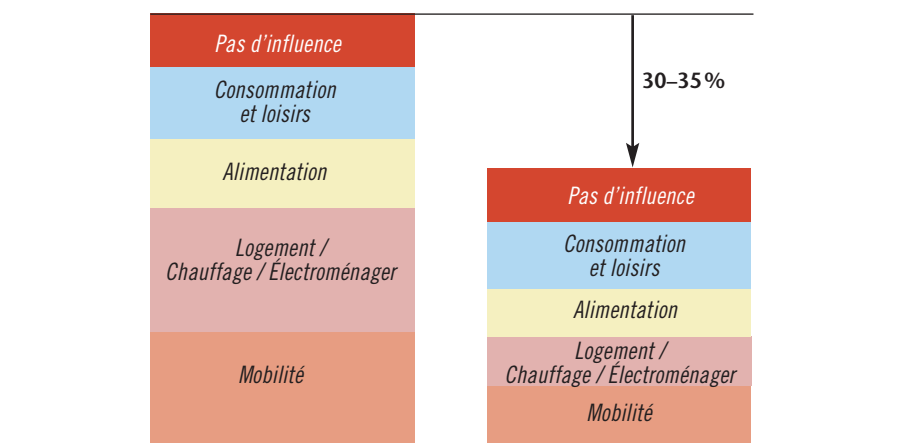 Pas d’influence
Consommation
et loisirs
Alimentation
Logement /
Chauffage / Électroménager
Mobilité
30–35 %
Pas d’influence
Consommation
et loisirs
Alimentation
Logement /
Chauffage / Électroménager
Mobilité